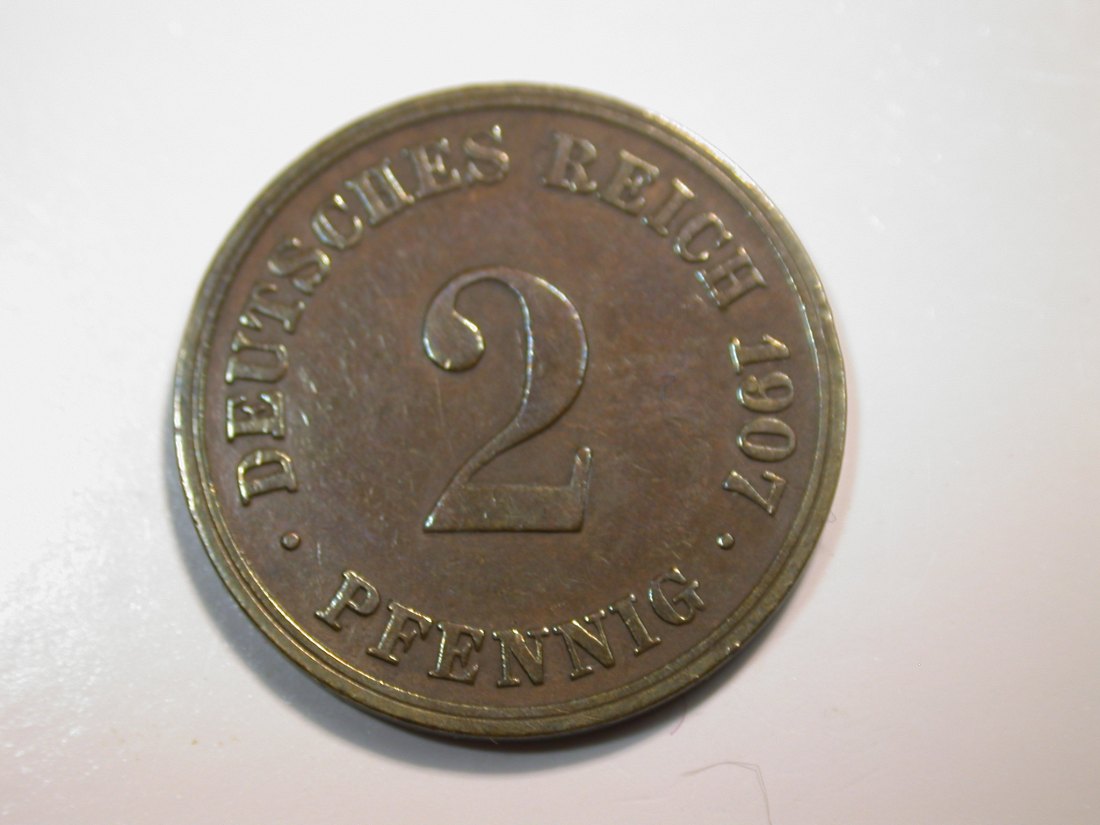 DEUTSCHES REICH 1907
2
· PFENNIG ·